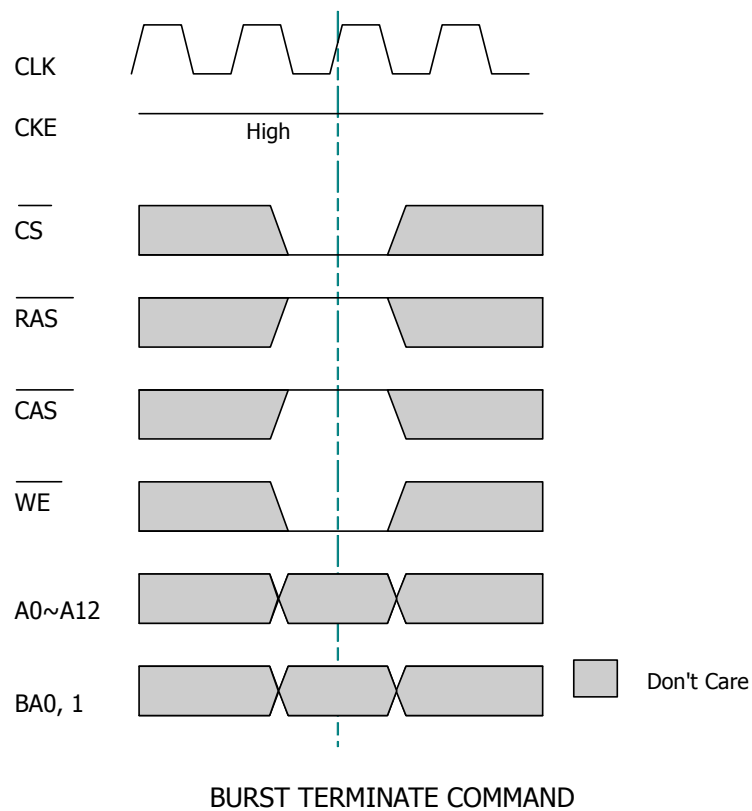 CLK
CKE
High
CS
RAS
CAS
WE
A0~A12
BA0, 1
Don't Care
BURST TERMINATE COMMAND